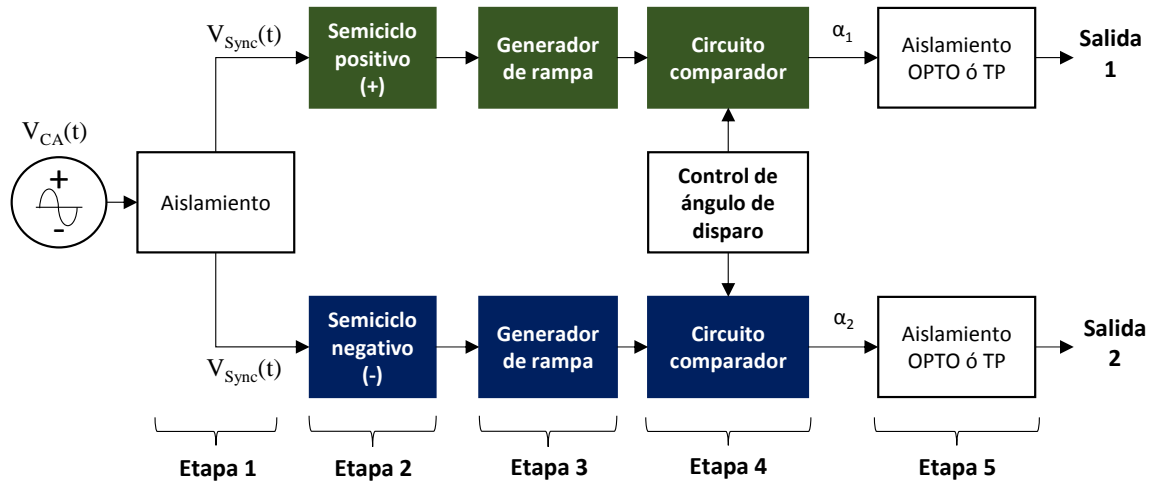 V_Sync(t)
Semiciclo
positivo
(+)
Generador
de rampa
Circuito
comparador
α₁
Aislamiento
OPTO ó TP
Salida
1
V_CA(t)
+
-
Aislamiento
Control de
ángulo de
disparo
V_Sync(t)
Semiciclo
negativo
(-)
Generador
de rampa
Circuito
comparador
α₂
Aislamiento
OPTO ó TP
Salida
2
Etapa 1
Etapa 2
Etapa 3
Etapa 4
Etapa 5